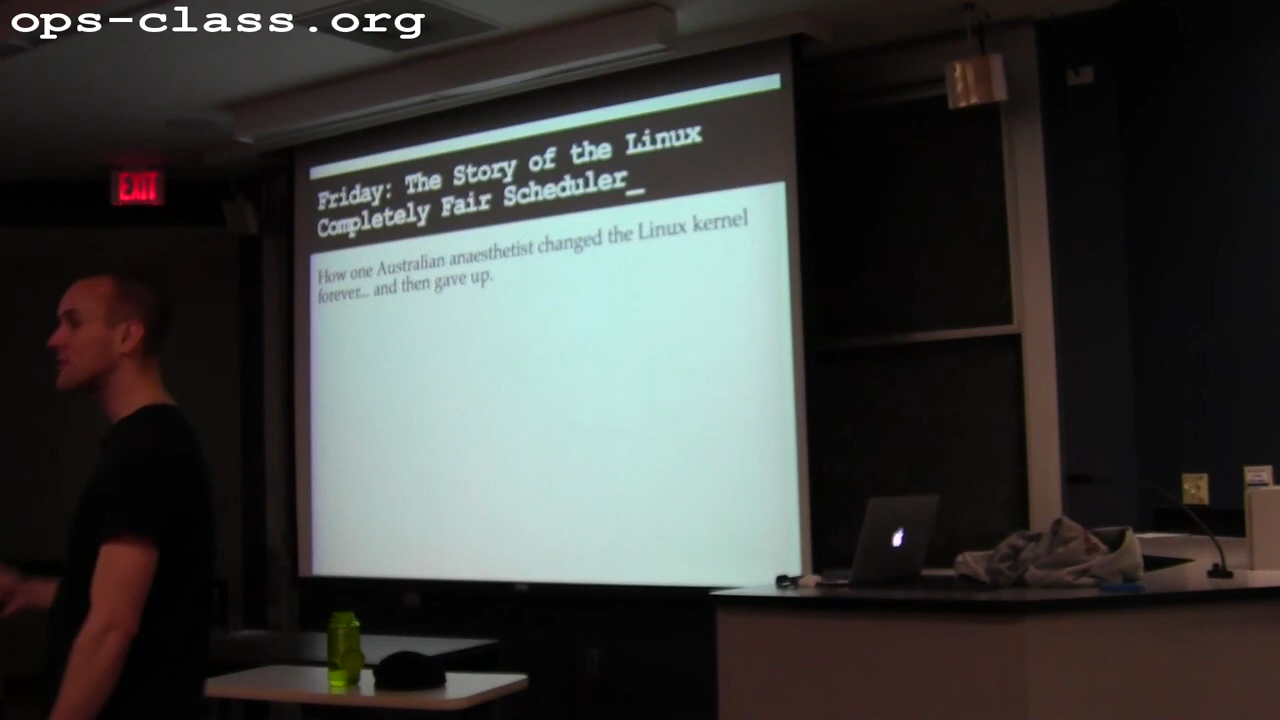 ops-class.org
EXIT
Friday: The Story of the Linux
Completely Fair Scheduler_
How one Australian anaesthetist changed the Linux kernel
forever... and then gave up.